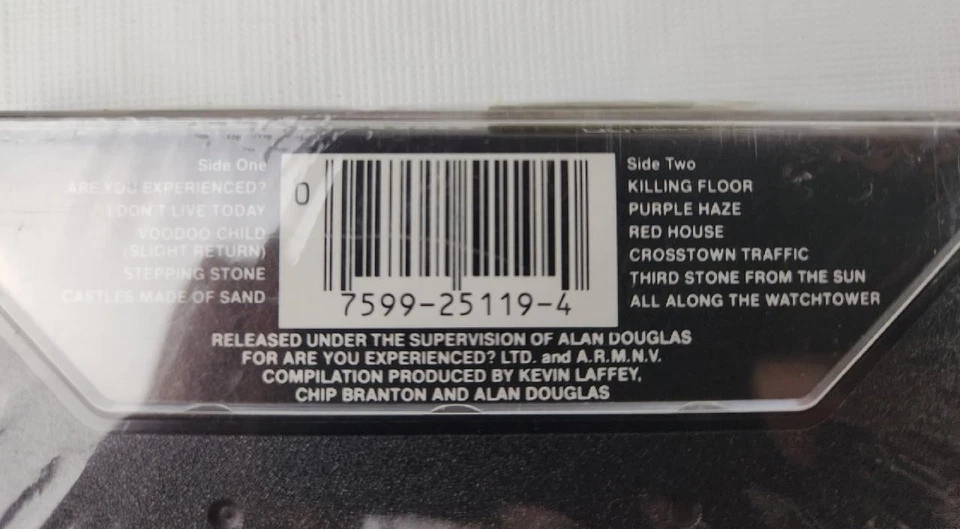 Side One
ARE YOU EXPERIENCED?
I DON'T LIVE TODAY
VOODOO CHILD
(SLIGHT RETURN)
STEPPING STONE
CASTLES MADE OF SAND
0
7599-25119-4
Side Two
KILLING FLOOR
PURPLE HAZE
RED HOUSE
CROSSTOWN TRAFFIC
THIRD STONE FROM THE SUN
ALL ALONG THE WATCHTOWER
RELEASED UNDER THE SUPERVISION OF ALAN DOUGLAS
FOR ARE YOU EXPERIENCED? LTD. and A.R.M.N.V.
COMPILATION PRODUCED BY KEVIN LAFFEY,
CHIP BRANTON AND ALAN DOUGLAS